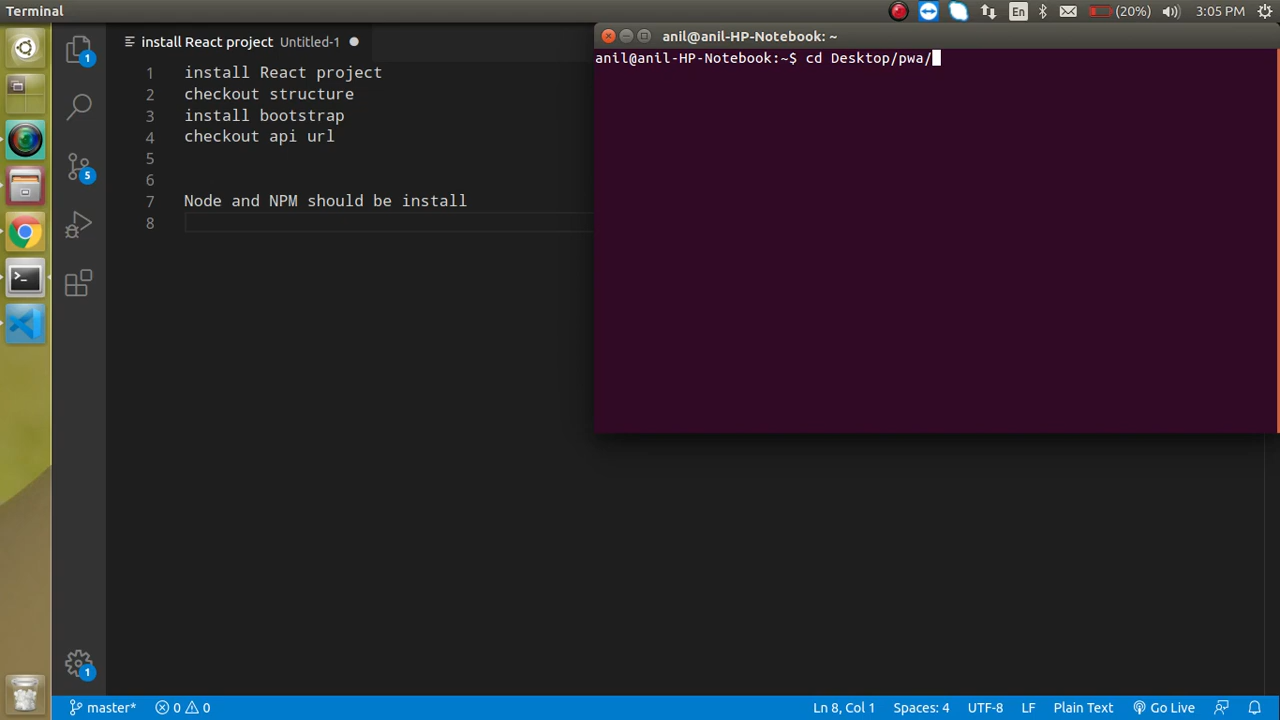 Terminal
En
(20%)
3:05 PM
install React project Untitled-1
1 install React project
2 checkout structure
3 install bootstrap
4 checkout api url
5
6
7 Node and NPM should be install
8
anil@anil-HP-Notebook: ~
anil@anil-HP-Notebook:~$ cd Desktop/pwa/
1
5
1
master*
0 0
Ln 8, Col 1
Spaces: 4
UTF-8
LF
Plain Text
Go Live